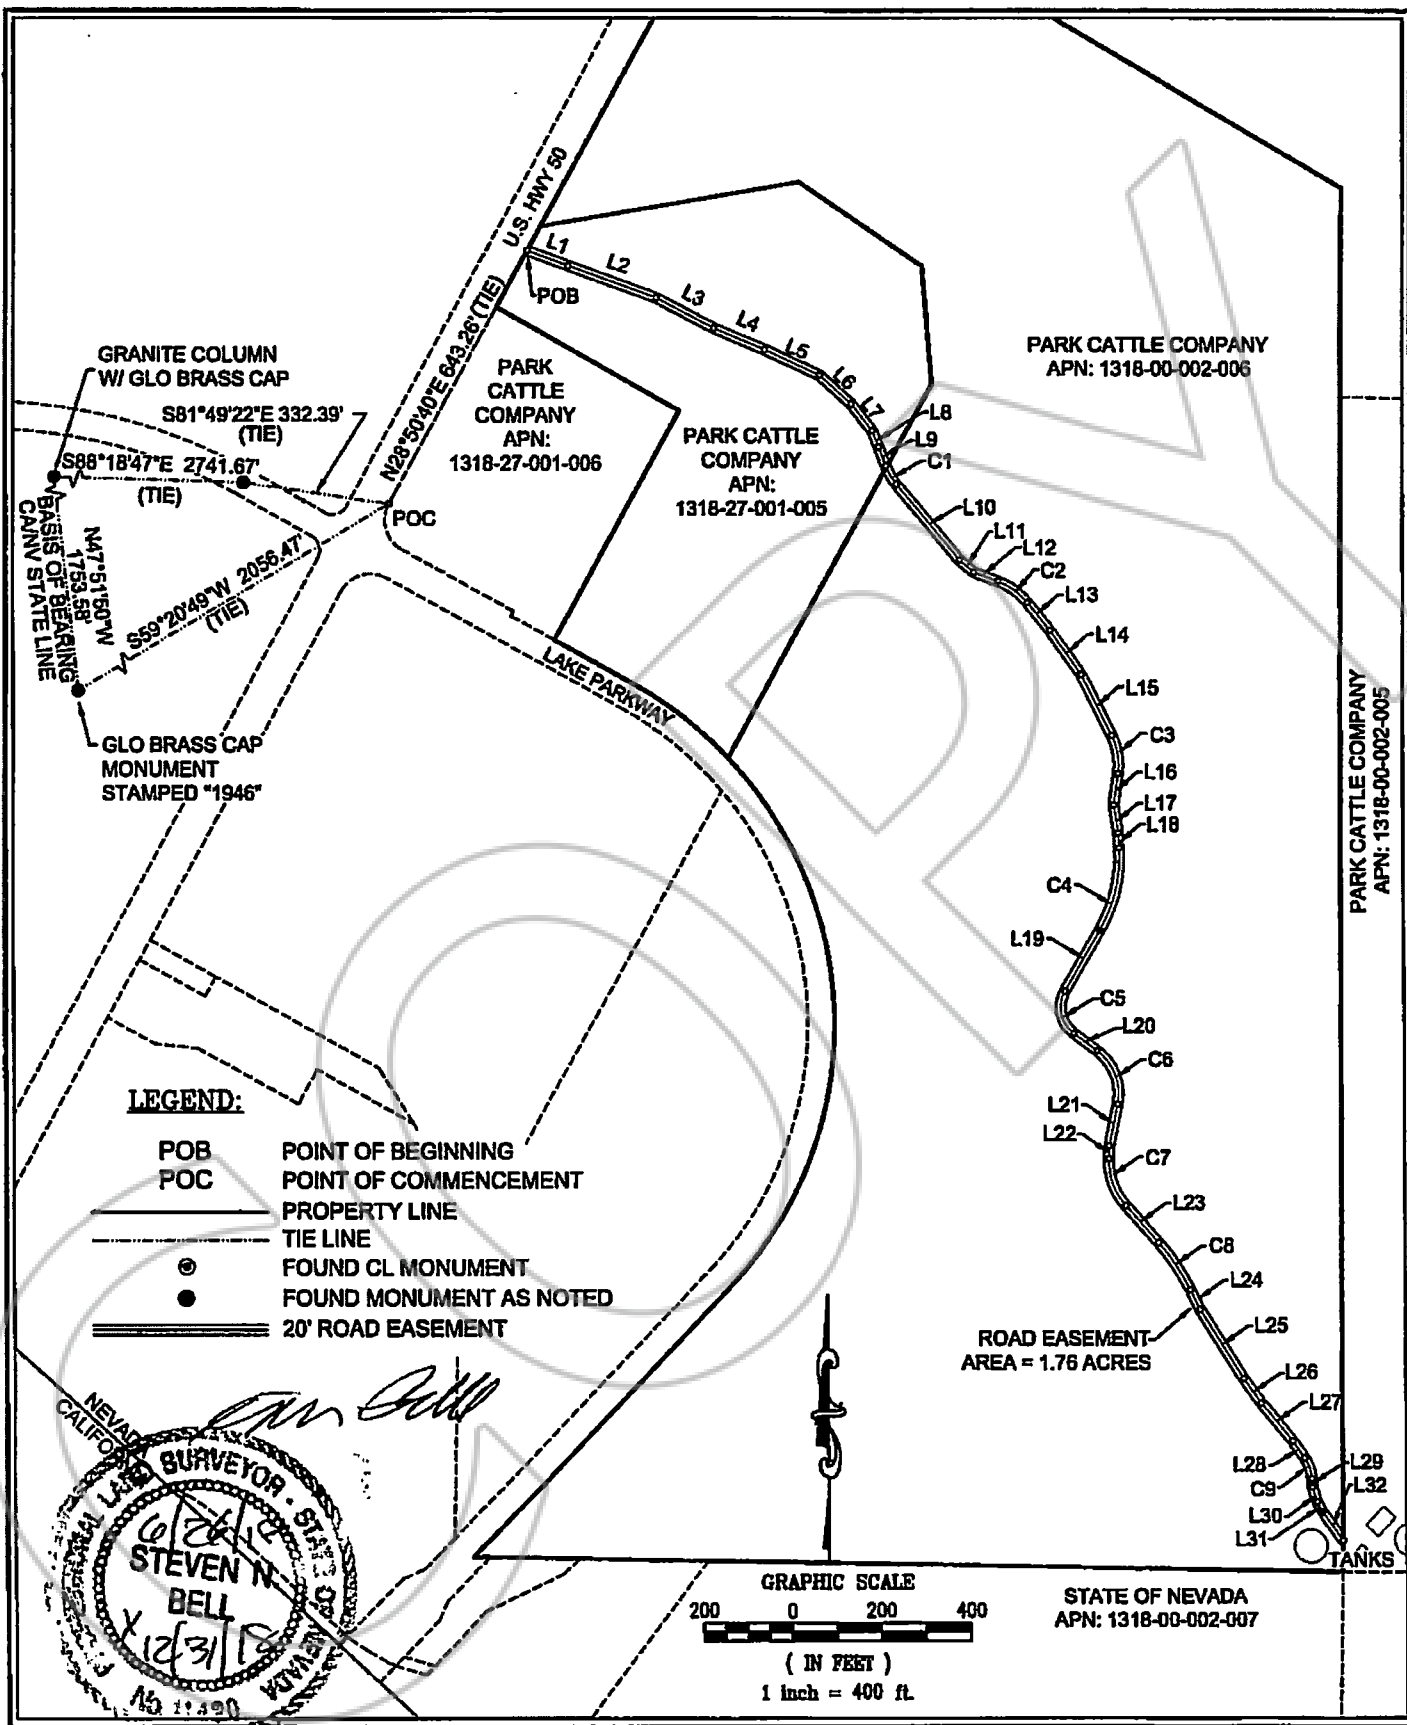 U.S. HWY 50
L1
L2
L3
L4
L5
L6
L7
L8
L9
C1
POB
N28°50'40"E 643.26' (TIE)
GRANITE COLUMN
W/ GLO BRASS CAP
S81°49'22"E 332.39'
(TIE)
S88°18'47"E 2741.67'
(TIE)
POC
N47°51'50"W
1753.58'
BASIS OF BEARING
CA/NV STATE LINE
S59°20'49"W 2056.47'
(TIE)
GLO BRASS CAP
MONUMENT
STAMPED "1946"
PARK
CATTLE
COMPANY
APN:
1318-27-001-006
PARK CATTLE
COMPANY
APN:
1318-27-001-005
PARK CATTLE COMPANY
APN: 1318-00-002-006
PARK CATTLE COMPANY
APN: 1318-00-002-005
LAKE PARKWAY
L10
L11
L12
C2
L13
L14
L15
C3
L16
L17
L18
C4
L19
C5
L20
C6
L21
L22
C7
L23
C8
L24
L25
ROAD EASEMENT
AREA = 1.76 ACRES
L26
L27
L28
C9
L29
L32
L30
L31
TANKS
LEGEND:
POB POINT OF BEGINNING
POC POINT OF COMMENCEMENT
PROPERTY LINE
TIE LINE
FOUND CL MONUMENT
FOUND MONUMENT AS NOTED
20' ROAD EASEMENT
NEVADA
CALIFORNIA
LAND SURVEYOR - STATE OF NEVADA
STEVEN N.
BELL
GRAPHIC SCALE
200 0 200 400
( IN FEET )
1 inch = 400 ft.
STATE OF NEVADA
APN: 1318-00-002-007
COPY